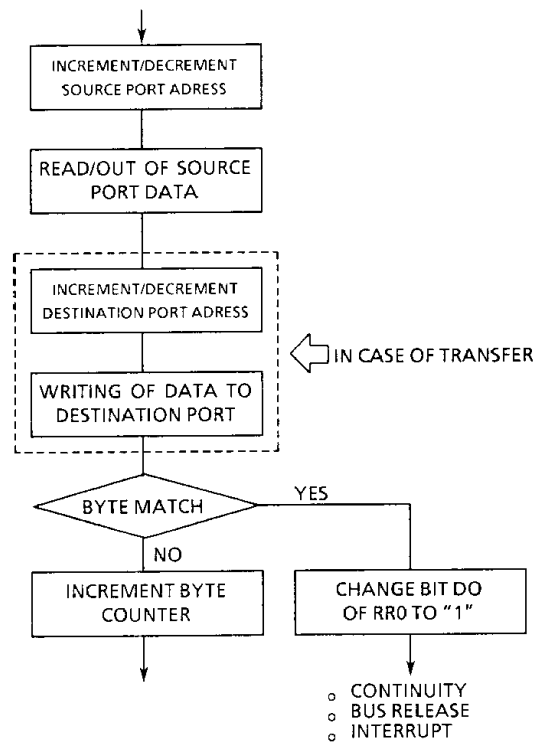 INCREMENT/DECREMENT
SOURCE PORT ADRESS
READ/OUT OF SOURCE
PORT DATA
INCREMENT/DECREMENT
DESTINATION PORT ADRESS
IN CASE OF TRANSFER
WRITING OF DATA TO
DESTINATION PORT
BYTE MATCH
YES
NO
INCREMENT BYTE
COUNTER
CHANGE BIT DO
OF RR0 TO "1"
o CONTINUITY
o BUS RELEASE
o INTERRUPT